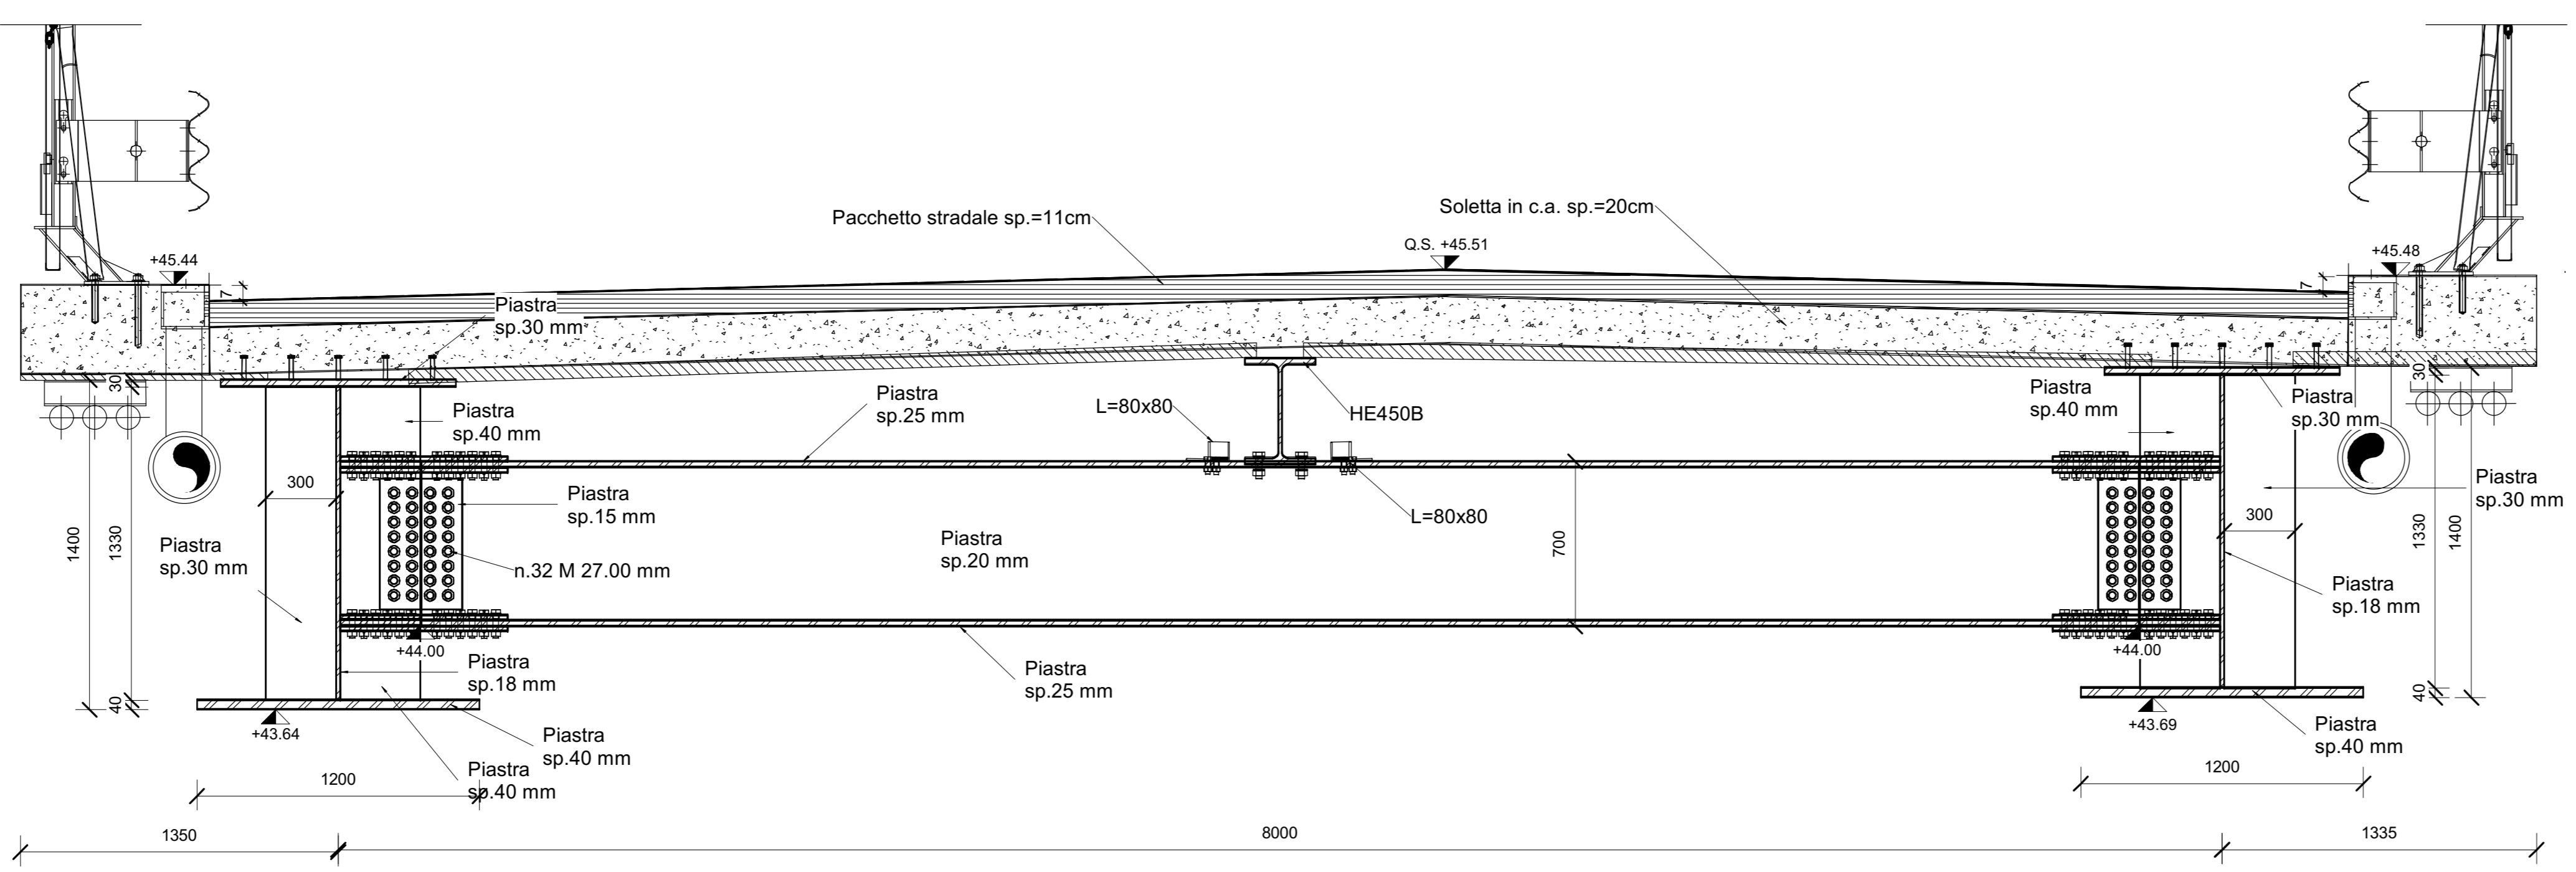 Pacchetto stradale sp.=11cm
Soletta in c.a. sp.=20cm
Q.S. +45.51
+45.44
+45.48
7
7
Piastra
sp.30 mm
30
30
Piastra
sp.40 mm
Piastra
sp.25 mm
L=80x80
HE450B
Piastra
sp.40 mm
Piastra
sp.30 mm
300
Piastra
sp.15 mm
L=80x80
Piastra
sp.30 mm
300
1400
1330
Piastra
sp.30 mm
n.32 M 27.00 mm
Piastra
sp.20 mm
700
1330
1400
Piastra
sp.18 mm
+44.00
+44.00
Piastra
sp.18 mm
Piastra
sp.25 mm
40
40
+43.64
+43.69
Piastra
sp.40 mm
Piastra
sp.40 mm
Piastra
sp.40 mm
1200
1200
1350
8000
1335